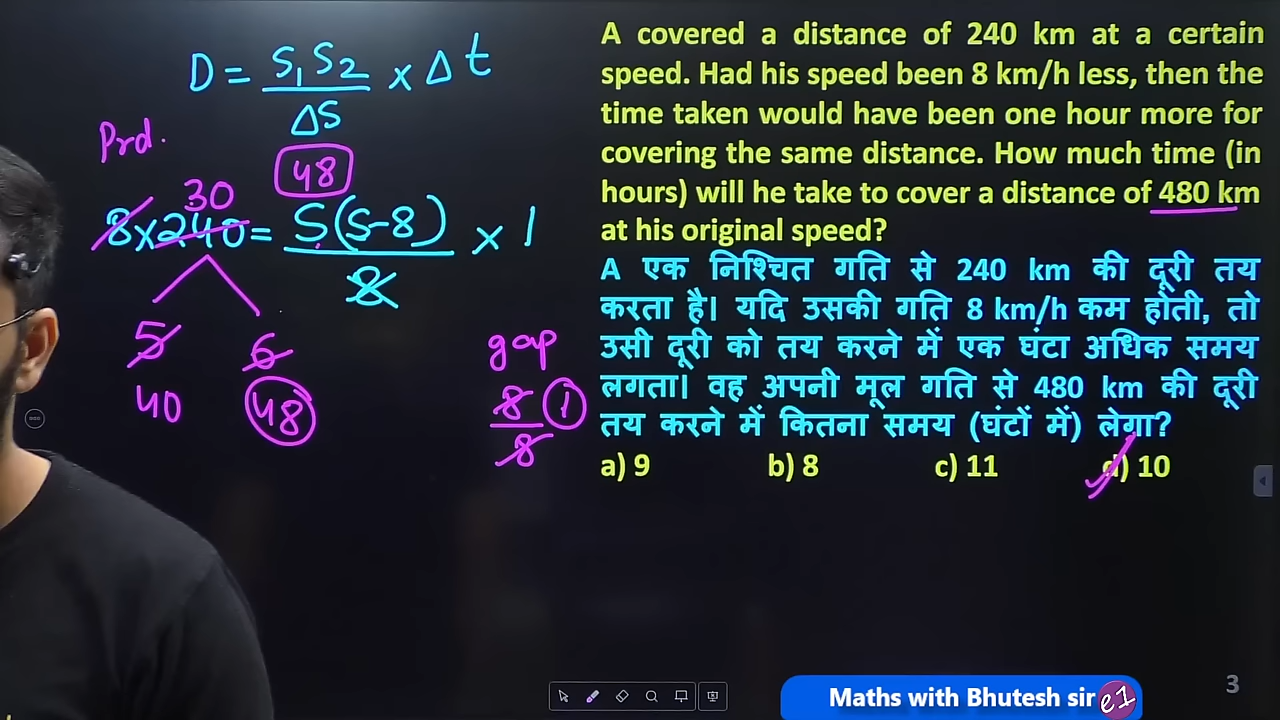 D = S₁ S₂ / ΔS × Δt
Prd.
48
30
8×240 = S(S-8) / 8 × 1
5 6
40 48
gap
8 1
8
A covered a distance of 240 km at a certain
speed. Had his speed been 8 km/h less, then the
time taken would have been one hour more for
covering the same distance. How much time (in
hours) will he take to cover a distance of 480 km
at his original speed?
A एक निश्चित गति से 240 km की दूरी तय
करता है। यदि उसकी गति 8 km/h कम होती, तो
उसी दूरी को तय करने में एक घंटा अधिक समय
लगता। वह अपनी मूल गति से 480 km की दूरी
तय करने में कितना समय (घंटों में) लेगा?
a) 9 b) 8 c) 11 d) 10
Maths with Bhutesh sir e1
3